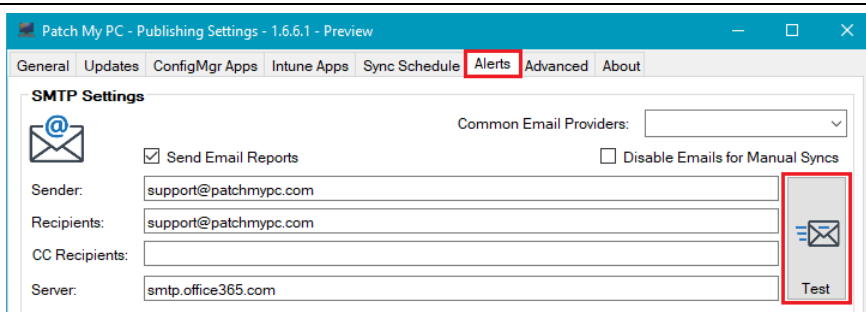 Patch My PC - Publishing Settings - 1.6.6.1 - Preview
General Updates ConfigMgr Apps Intune Apps Sync Schedule Alerts Advanced About
SMTP Settings
Common Email Providers:
Send Email Reports Disable Emails for Manual Syncs
Sender: support@patchmypc.com
Recipients: support@patchmypc.com
CC Recipients:
Server: smtp.office365.com
Test